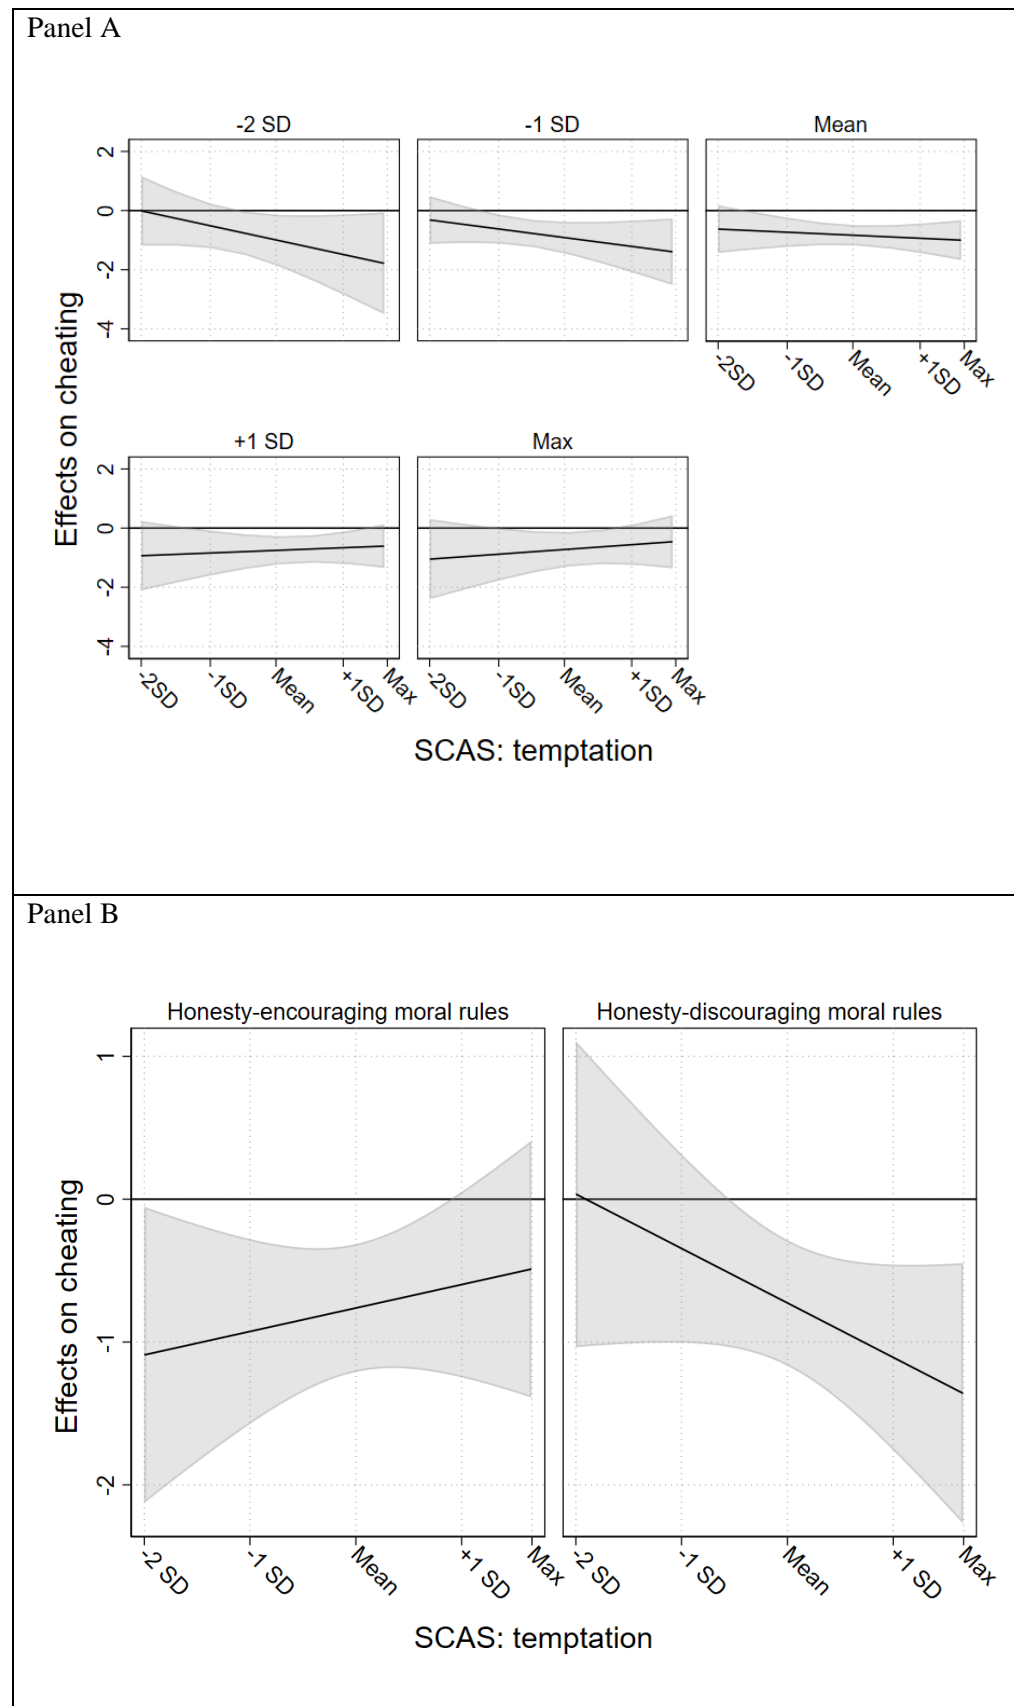 Panel A
-2 SD
-1 SD
Mean
2
0
-2
-4
Effects on cheating
-2SD
-1SD
Mean
+1SD
Max
+1 SD
Max
2
0
-2
-4
-2SD
-1SD
Mean
+1SD
Max
-2SD
-1SD
Mean
+1SD
Max
SCAS: temptation
Panel B
Honesty-encouraging moral rules
Honesty-discouraging moral rules
1
0
-1
-2
Effects on cheating
-2 SD
-1 SD
Mean
+1 SD
Max
-2 SD
-1 SD
Mean
+1 SD
Max
SCAS: temptation